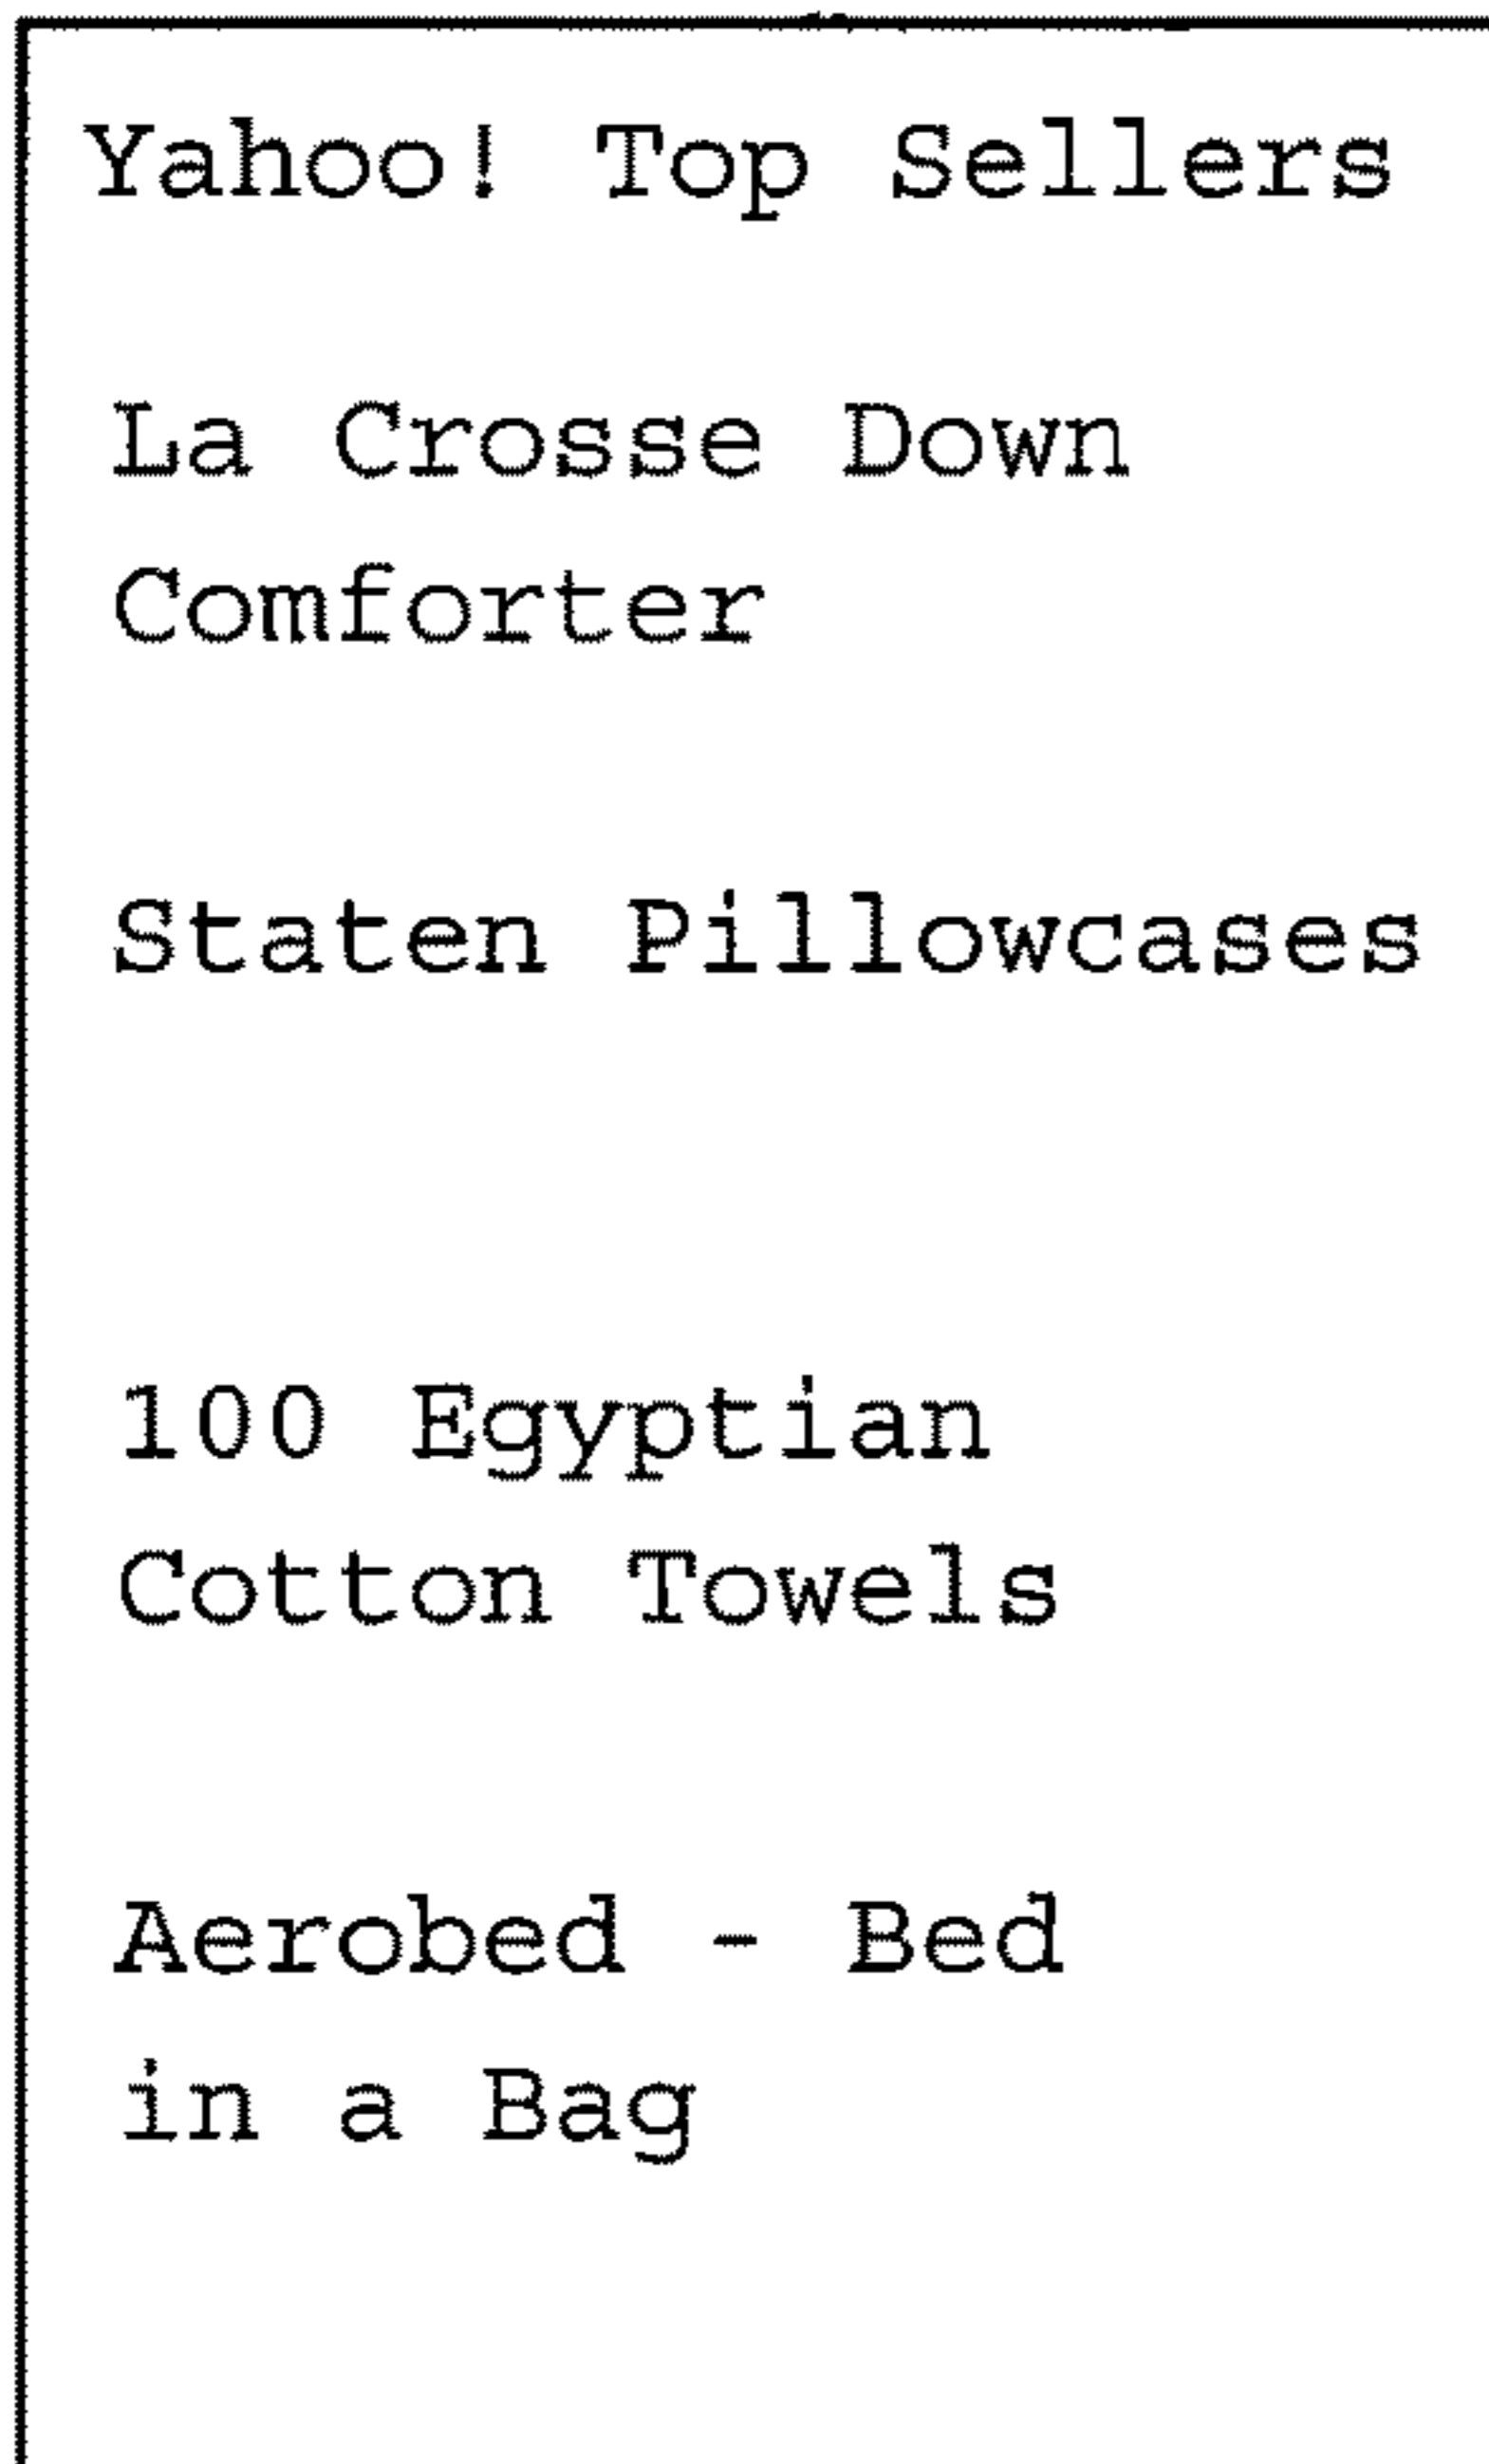 Yahoo! Top Sellers
La Crosse Down
Comforter
Staten Pillowcases
100 Egyptian
Cotton Towels
Aerobed - Bed
in a Bag